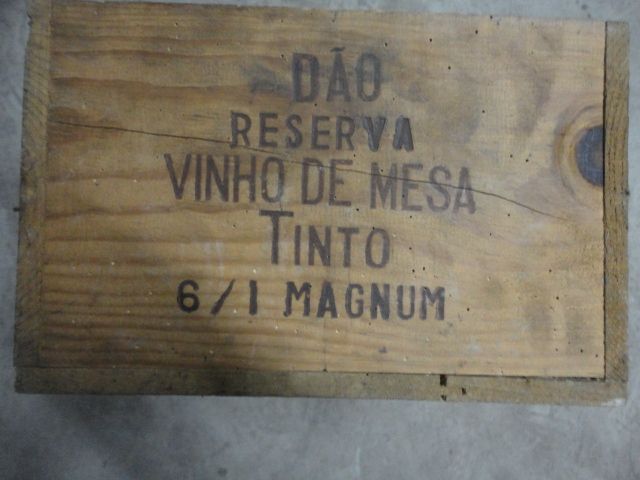 DÃO
RESERVA
VINHO DE MESA
TINTO
6/1 MAGNUM